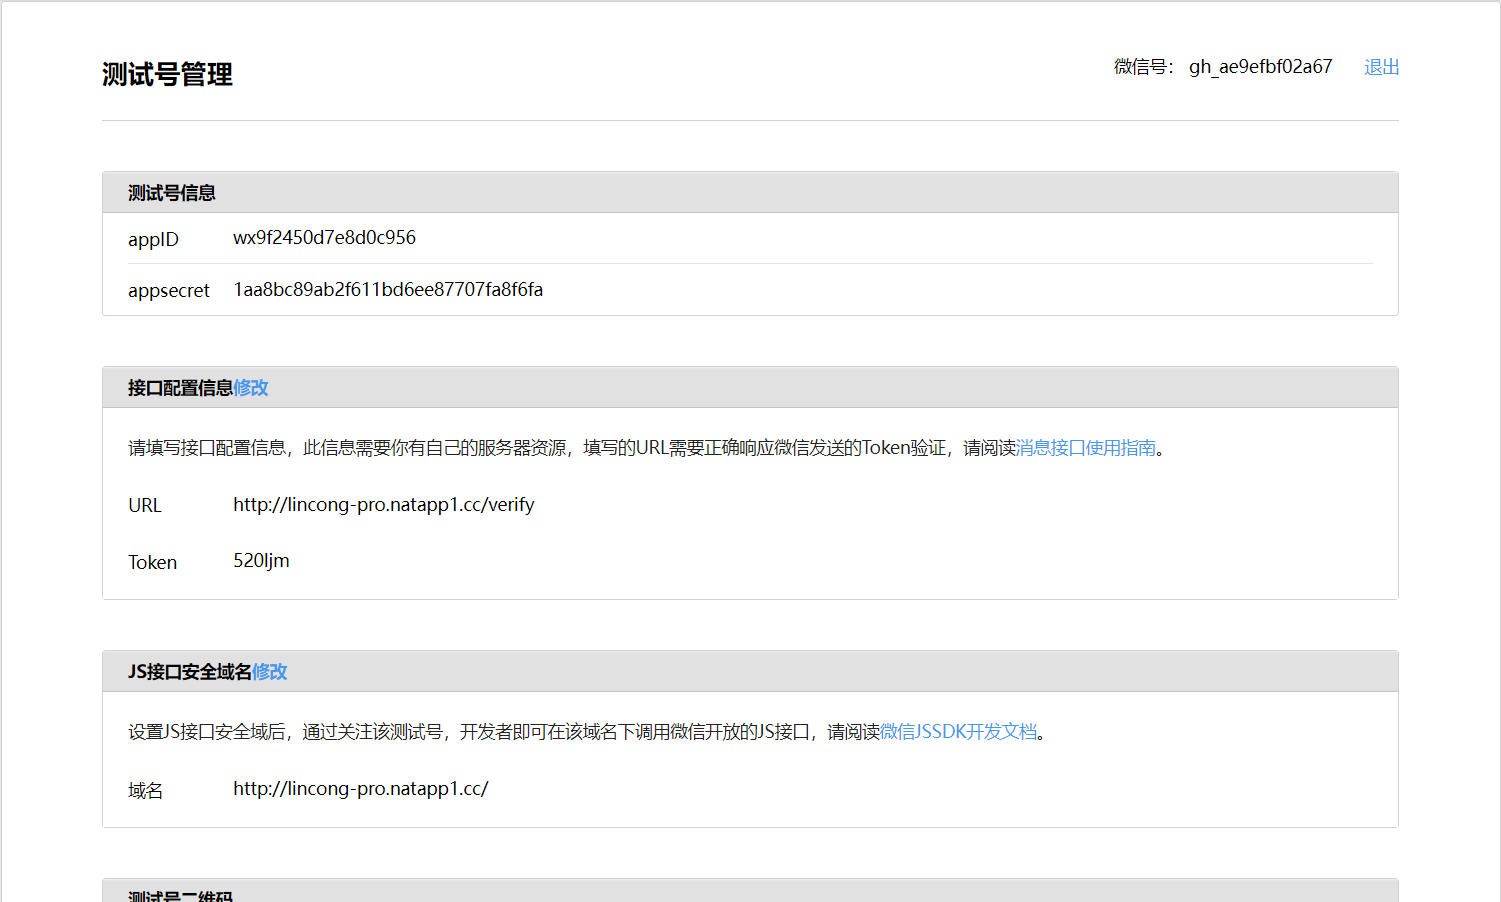 测试号管理
微信号： gh_ae9efbf02a67 退出
测试号信息
appID wx9f2450d7e8d0c956
appsecret 1aa8bc89ab2f611bd6ee87707fa8f6fa
接口配置信息修改
请填写接口配置信息，此信息需要你有自己的服务器资源，填写的URL需要正确响应微信发送的Token验证，请阅读消息接口使用指南。
URL http://lincong-pro.natapp1.cc/verify
Token 520ljm
JS接口安全域名修改
设置JS接口安全域后，通过关注该测试号，开发者即可在该域名下调用微信开放的JS接口，请阅读微信JSSDK开发文档。
域名 http://lincong-pro.natapp1.cc/
测试号二维码